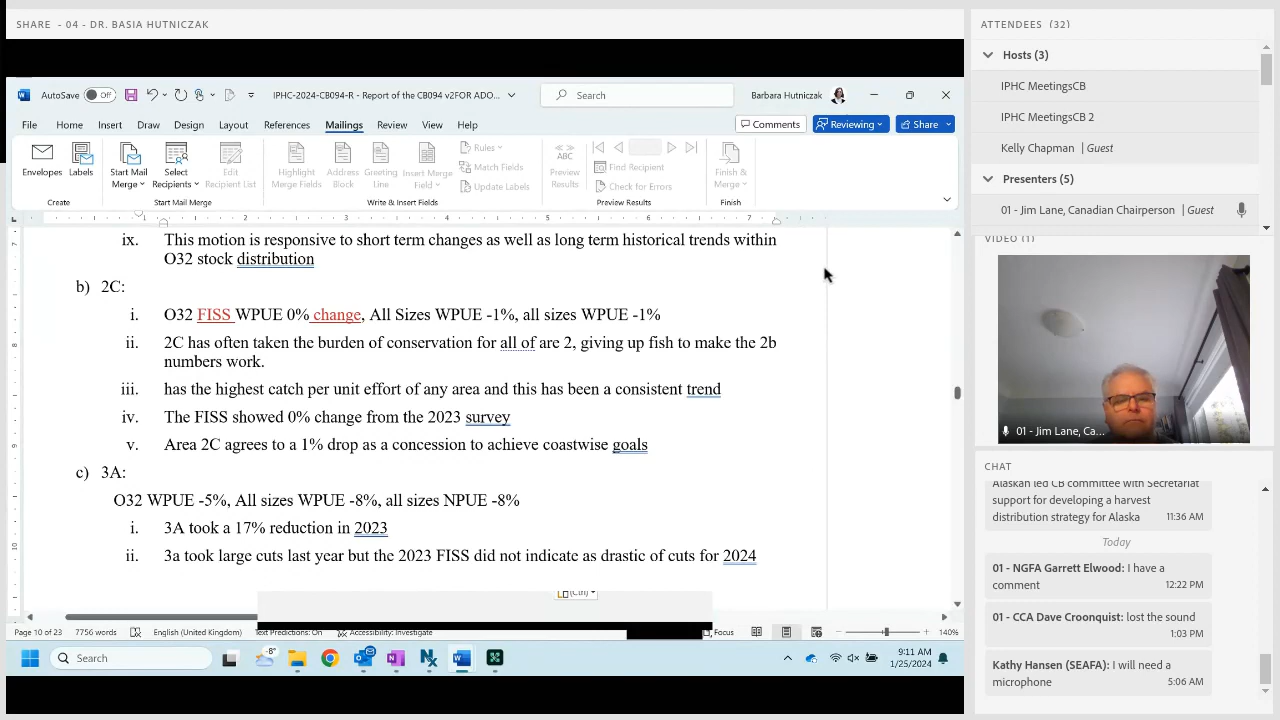 SHARE - 04 - DR. BASIA HUTNICZAK
AutoSave Off
IPHC-2024-CB094-R - Report of the CB094 v2FOR ADO...
Search
Barbara Hutniczak
File Home Insert Draw Design Layout References Mailings Review View Help
Comments
Reviewing
Share
Envelopes
Labels
Create
Start Mail Merge
Select Recipients
Edit Recipient List
Start Mail Merge
Highlight Merge Fields
Address Block
Greeting Line
Insert Merge Field
Rules
Match Fields
Update Labels
Write & Insert Fields
ABC
Preview Results
Find Recipient
Check for Errors
Preview Results
Finish & Merge
Finish
1 2 3 4 5 6 7
ix. This motion is responsive to short term changes as well as long term historical trends within
O32 stock distribution
b) 2C:
i. O32 FISS WPUE 0% change, All Sizes WPUE -1%, all sizes WPUE -1%
ii. 2C has often taken the burden of conservation for all of are 2, giving up fish to make the 2b
numbers work.
iii. has the highest catch per unit effort of any area and this has been a consistent trend
iv. The FISS showed 0% change from the 2023 survey
v. Area 2C agrees to a 1% drop as a concession to achieve coastwise goals
c) 3A:
O32 WPUE -5%, All sizes WPUE -8%, all sizes NPUE -8%
i. 3A took a 17% reduction in 2023
ii. 3a took large cuts last year but the 2023 FISS did not indicate as drastic of cuts for 2024
(Ctrl)
Page 10 of 23 7756 words English (United Kingdom) Text Predictions: On Accessibility: Investigate Focus 140%
Search
-8°
9:11 AM
1/25/2024
ATTENDEES (32)
Hosts (3)
IPHC MeetingsCB
IPHC MeetingsCB 2
Kelly Chapman | Guest
Presenters (5)
01 - Jim Lane, Canadian Chairperson | Guest
VIDEO (1)
01 - Jim Lane, Ca...
CHAT
Alaskan led CB committee with Secretariat
support for developing a harvest
distribution strategy for Alaska 11:36 AM
Today
01 - NGFA Garrett Elwood: I have a
comment 12:22 PM
01 - CCA Dave Croonquist: lost the sound
1:03 PM
Kathy Hansen (SEAFA): I will need
microphone 5:06 AM